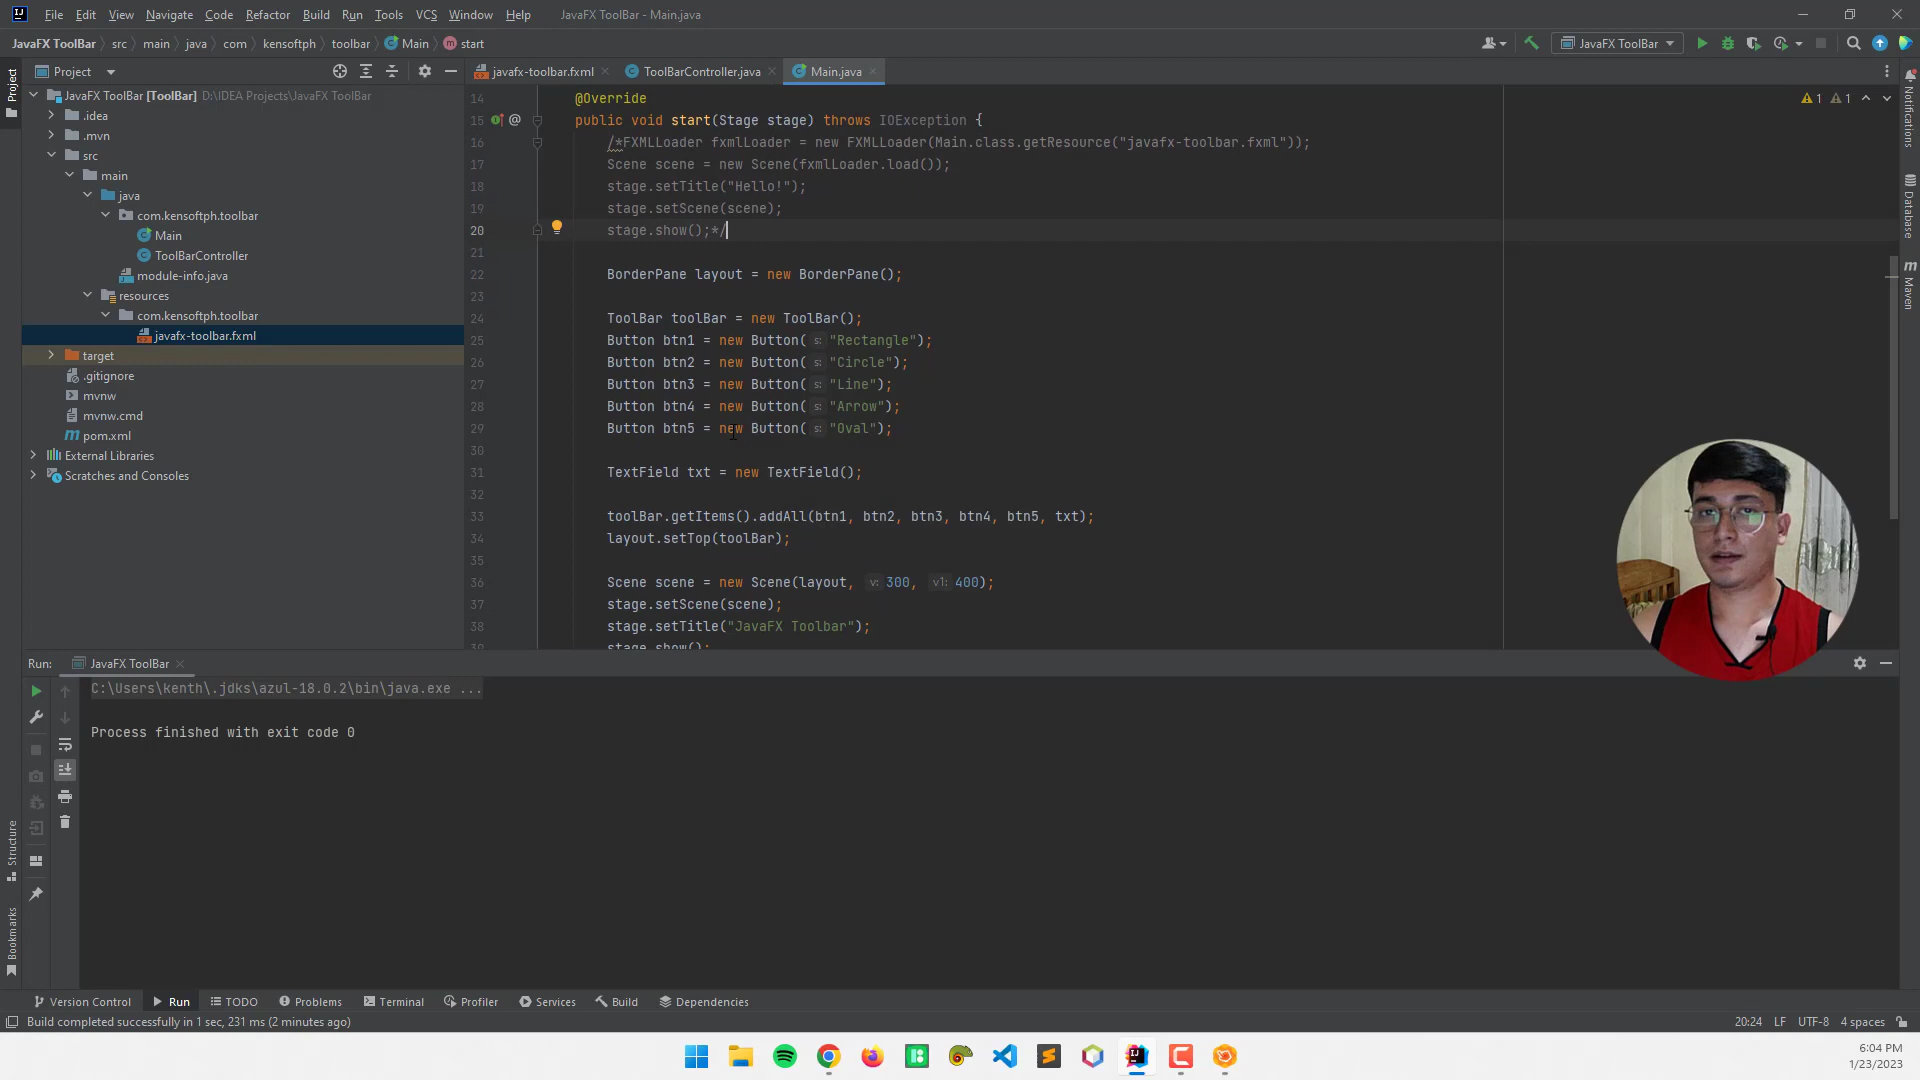 File Edit View Navigate Code Refactor Build Run Tools VCS Window Help JavaFX ToolBar - Main.java
JavaFX ToolBar src main java com kensoftph toolbar Main start
JavaFX ToolBar
Project
javafx-toolbar.fxml ToolBarController.java Main.java
JavaFX ToolBar [ToolBar] D:\IDEA Projects\JavaFX ToolBar
.idea
.mvn
src
main
java
com.kensoftph.toolbar
Main
ToolBarController
module-info.java
resources
com.kensoftph.toolbar
javafx-toolbar.fxml
target
.gitignore
mvnw
mvnw.cmd
pom.xml
External Libraries
Scratches and Consoles
14 @Override 1 1
15 public void start(Stage stage) throws IOException {
16 /*FXMLLoader fxmlLoader = new FXMLLoader(Main.class.getResource("javafx-toolbar.fxml"));
17 Scene scene = new Scene(fxmlLoader.load());
18 stage.setTitle("Hello!");
19 stage.setScene(scene);
20 stage.show();*/
21
22 BorderPane layout = new BorderPane();
23
24 ToolBar toolBar = new ToolBar();
25 Button btn1 = new Button( s: "Rectangle");
26 Button btn2 = new Button( s: "Circle");
27 Button btn3 = new Button( s: "Line");
28 Button btn4 = new Button( s: "Arrow");
29 Button btn5 = new Button( s: "Oval");
30
31 TextField txt = new TextField();
32
33 toolBar.getItems().addAll(btn1, btn2, btn3, btn4, btn5, txt);
34 layout.setTop(toolBar);
35
36 Scene scene = new Scene(layout, v: 300, v1: 400);
37 stage.setScene(scene);
38 stage.setTitle("JavaFX Toolbar");
39 stage.show();
Project
Structure
Bookmarks
Notifications
Database
Maven
Run: JavaFX ToolBar
C:\Users\kenth\.jdks\azul-18.0.2\bin\java.exe ...
Process finished with exit code 0
Version Control Run TODO Problems Terminal Profiler Services Build Dependencies
Build completed successfully in 1 sec, 231 ms (2 minutes ago) 20:24 LF UTF-8 4 spaces
6:04 PM
1/23/2023